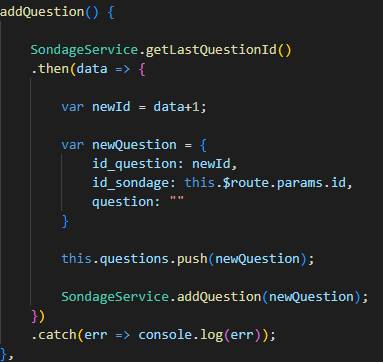 addQuestion() {
SondageService.getLastQuestionId()
.then(data => {
var newId = data+1;
var newQuestion = {
id_question: newId,
id_sondage: this.$route.params.id,
question: ""
}
this.questions.push(newQuestion);
SondageService.addQuestion(newQuestion);
})
.catch(err => console.log(err));
},